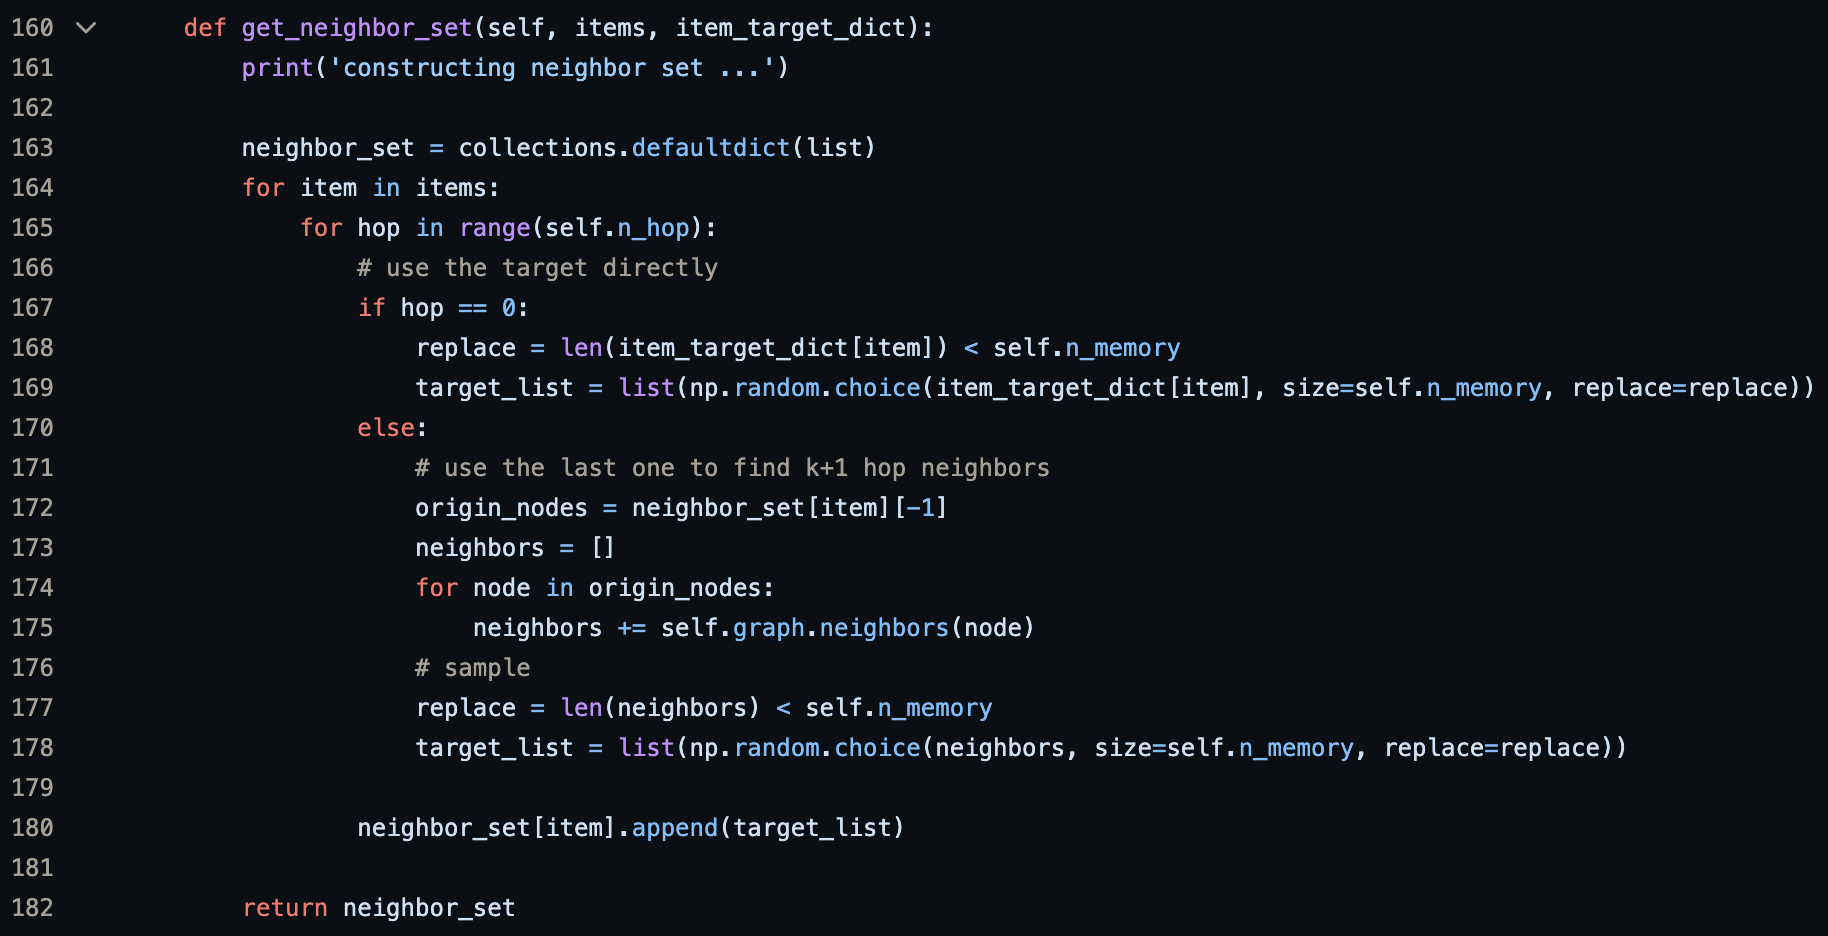 160 def get_neighbor_set(self, items, item_target_dict):
161 print('constructing neighbor set ...')
162
163 neighbor_set = collections.defaultdict(list)
164 for item in items:
165 for hop in range(self.n_hop):
166 # use the target directly
167 if hop == 0:
168 replace = len(item_target_dict[item]) < self.n_memory
169 target_list = list(np.random.choice(item_target_dict[item], size=self.n_memory, replace=replace))
170 else:
171 # use the last one to find k+1 hop neighbors
172 origin_nodes = neighbor_set[item][-1]
173 neighbors = []
174 for node in origin_nodes:
175 neighbors += self.graph.neighbors(node)
176 # sample
177 replace = len(neighbors) < self.n_memory
178 target_list = list(np.random.choice(neighbors, size=self.n_memory, replace=replace))
179
180 neighbor_set[item].append(target_list)
181
182 return neighbor_set